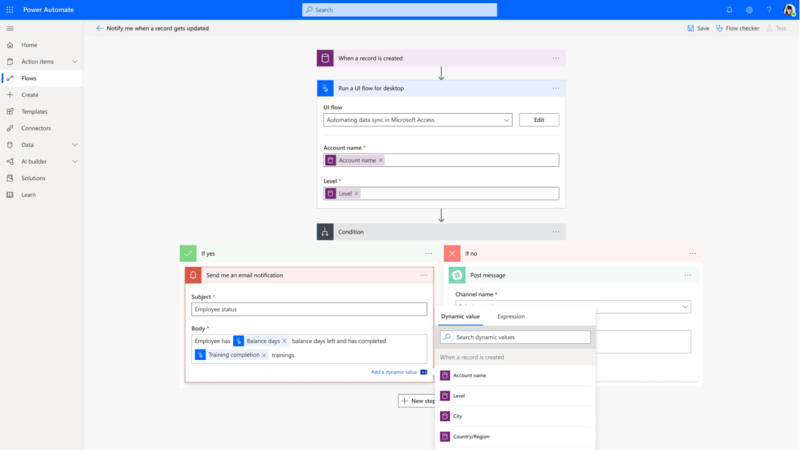 Power Automate
Search
?
Notify me when a record gets updated
Save
Flow checker
Test
Home
Action items
Flows
Create
Templates
Connectors
Data
AI builder
Solutions
Learn
When a record is created
Run a UI flow for desktop
UI flow
Automating data sync in Microsoft Access
Edit
Account name *
Account name ×
Level *
Level ×
Condition
If yes
Send me an email notification
Subject *
Employee status
Body *
Employee has Balance days × balance days left and has completed
Training completion × trainings.
Add a dynamic value
If no
Post message
Channel name *
+ New step
Dynamic value
Expression
Search dynamic values
When a record is created
Account name
Level
City
Country/Region